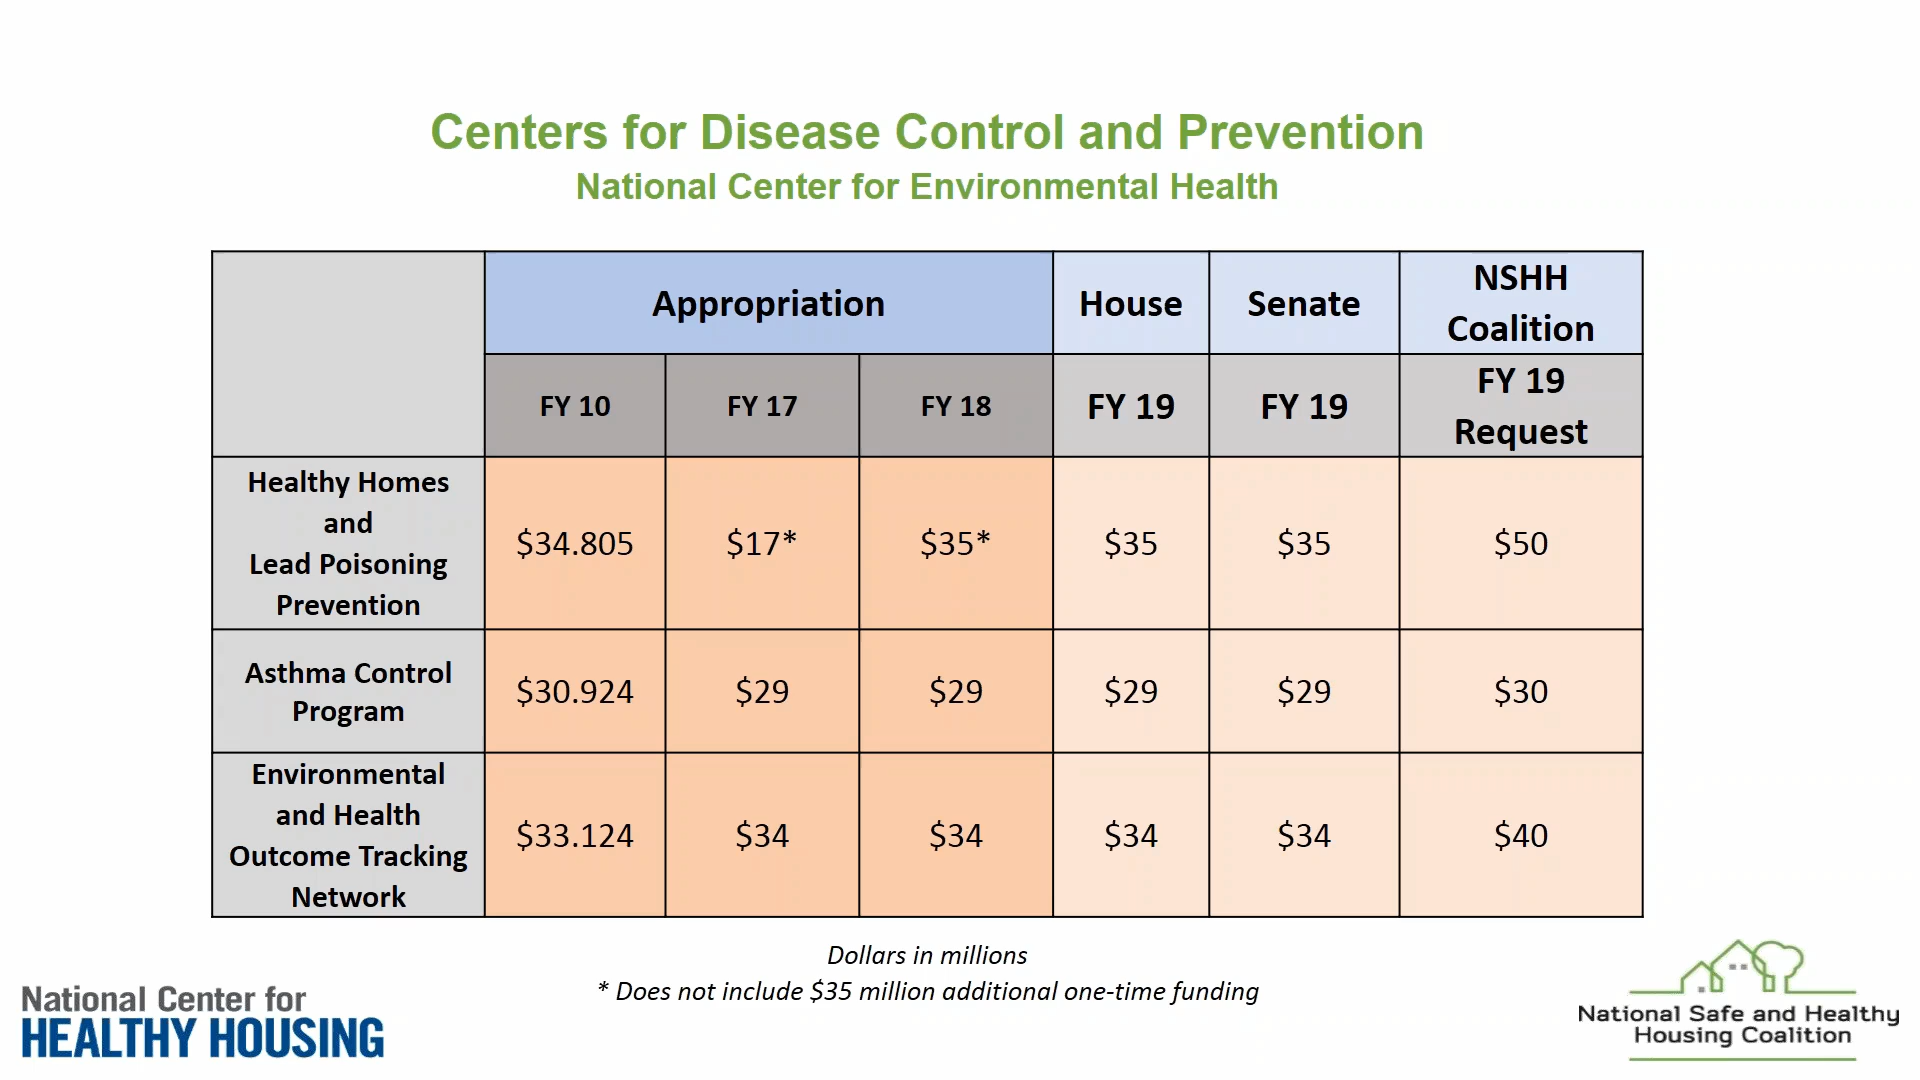 Centers for Disease Control and Prevention
National Center for Environmental Health
Appropriation
House
Senate
NSHH
Coalition
FY 10
FY 17
FY 18
FY 19
FY 19
FY 19
Request
Healthy Homes
and
Lead Poisoning
Prevention
$34.805
$17*
$35*
$35
$35
$50
Asthma Control
Program
$30.924
$29
$29
$29
$29
$30
Environmental
and Health
Outcome Tracking
Network
$33.124
$34
$34
$34
$34
$40
Dollars in millions
* Does not include $35 million additional one-time funding
National Center for
HEALTHY HOUSING
National Safe and Healthy
Housing Coalition